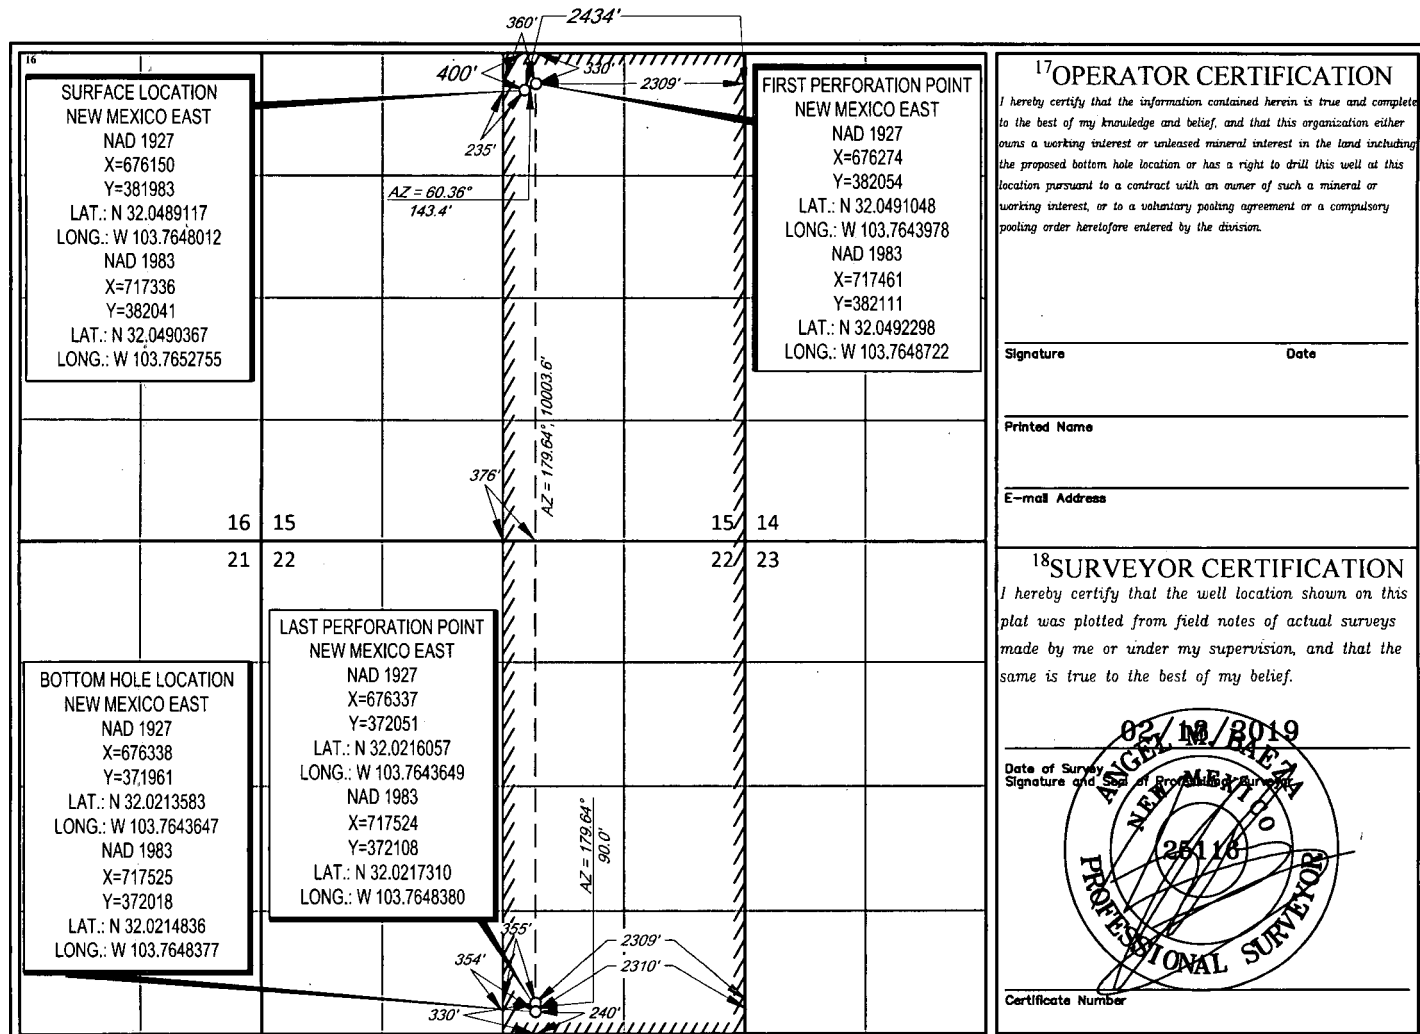 360'
2434'
16
400'
330'
2309'
235'
AZ = 60.36°
143.4'
SURFACE LOCATION
NEW MEXICO EAST
NAD 1927
X=676150
Y=381983
LAT.: N 32.0489117
LONG.: W 103.7648012
NAD 1983
X=717336
Y=382041
LAT.: N 32.0490367
LONG.: W 103.7652755
FIRST PERFORATION POINT
NEW MEXICO EAST
NAD 1927
X=676274
Y=382054
LAT.: N 32.0491048
LONG.: W 103.7643978
NAD 1983
X=717461
Y=382111
LAT.: N 32.0492298
LONG.: W 103.7648722
AZ = 179.64°, 10003.6'
376'
16 15
15 14
21 22
22 23
LAST PERFORATION POINT
NEW MEXICO EAST
NAD 1927
X=676337
Y=372051
LAT.: N 32.0216057
LONG.: W 103.7643649
NAD 1983
X=717524
Y=372108
LAT.: N 32.0217310
LONG.: W 103.7648380
BOTTOM HOLE LOCATION
NEW MEXICO EAST
NAD 1927
X=676338
Y=371961
LAT.: N 32.0213583
LONG.: W 103.7643647
NAD 1983
X=717525
Y=372018
LAT.: N 32.0214836
LONG.: W 103.7648377
AZ = 179.64°
90.0'
355'
354'
2309'
2310'
330'
240'
17 OPERATOR CERTIFICATION
I hereby certify that the information contained herein is true and complete
to the best of my knowledge and belief, and that this organization either
owns a working interest or unleased mineral interest in the land including
the proposed bottom hole location or has a right to drill this well at this
location pursuant to a contract with an owner of such a mineral or
working interest, or to a voluntary pooling agreement or a compulsory
pooling order heretofore entered by the division.
Signature Date
Printed Name
E-mail Address
18 SURVEYOR CERTIFICATION
I hereby certify that the well location shown on this
plat was plotted from field notes of actual surveys
made by me or under my supervision, and that the
same is true to the best of my belief.
Date of Survey
Signature and Seal of Professional Surveyor
ANGEL M. BAEZA
NEW MEXICO
25116
PROFESSIONAL SURVEYOR
Certificate Number